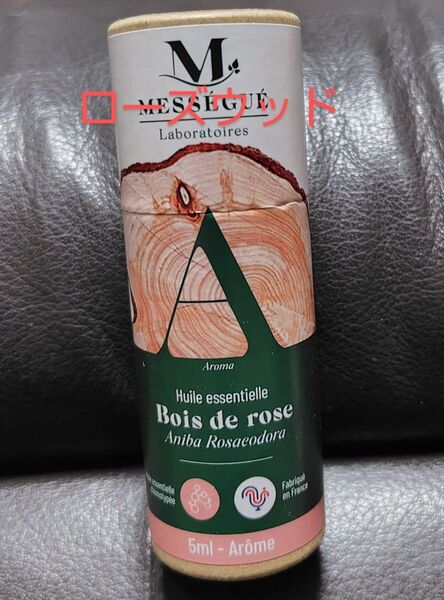 M
MESSÉGUÉ
ローズウッド
Laboratoires
A
Aroma
Huile essentielle
Bois de rose
Aniba Rosaeodora
essentielle
Fabriqué
en France
5ml - Arôme